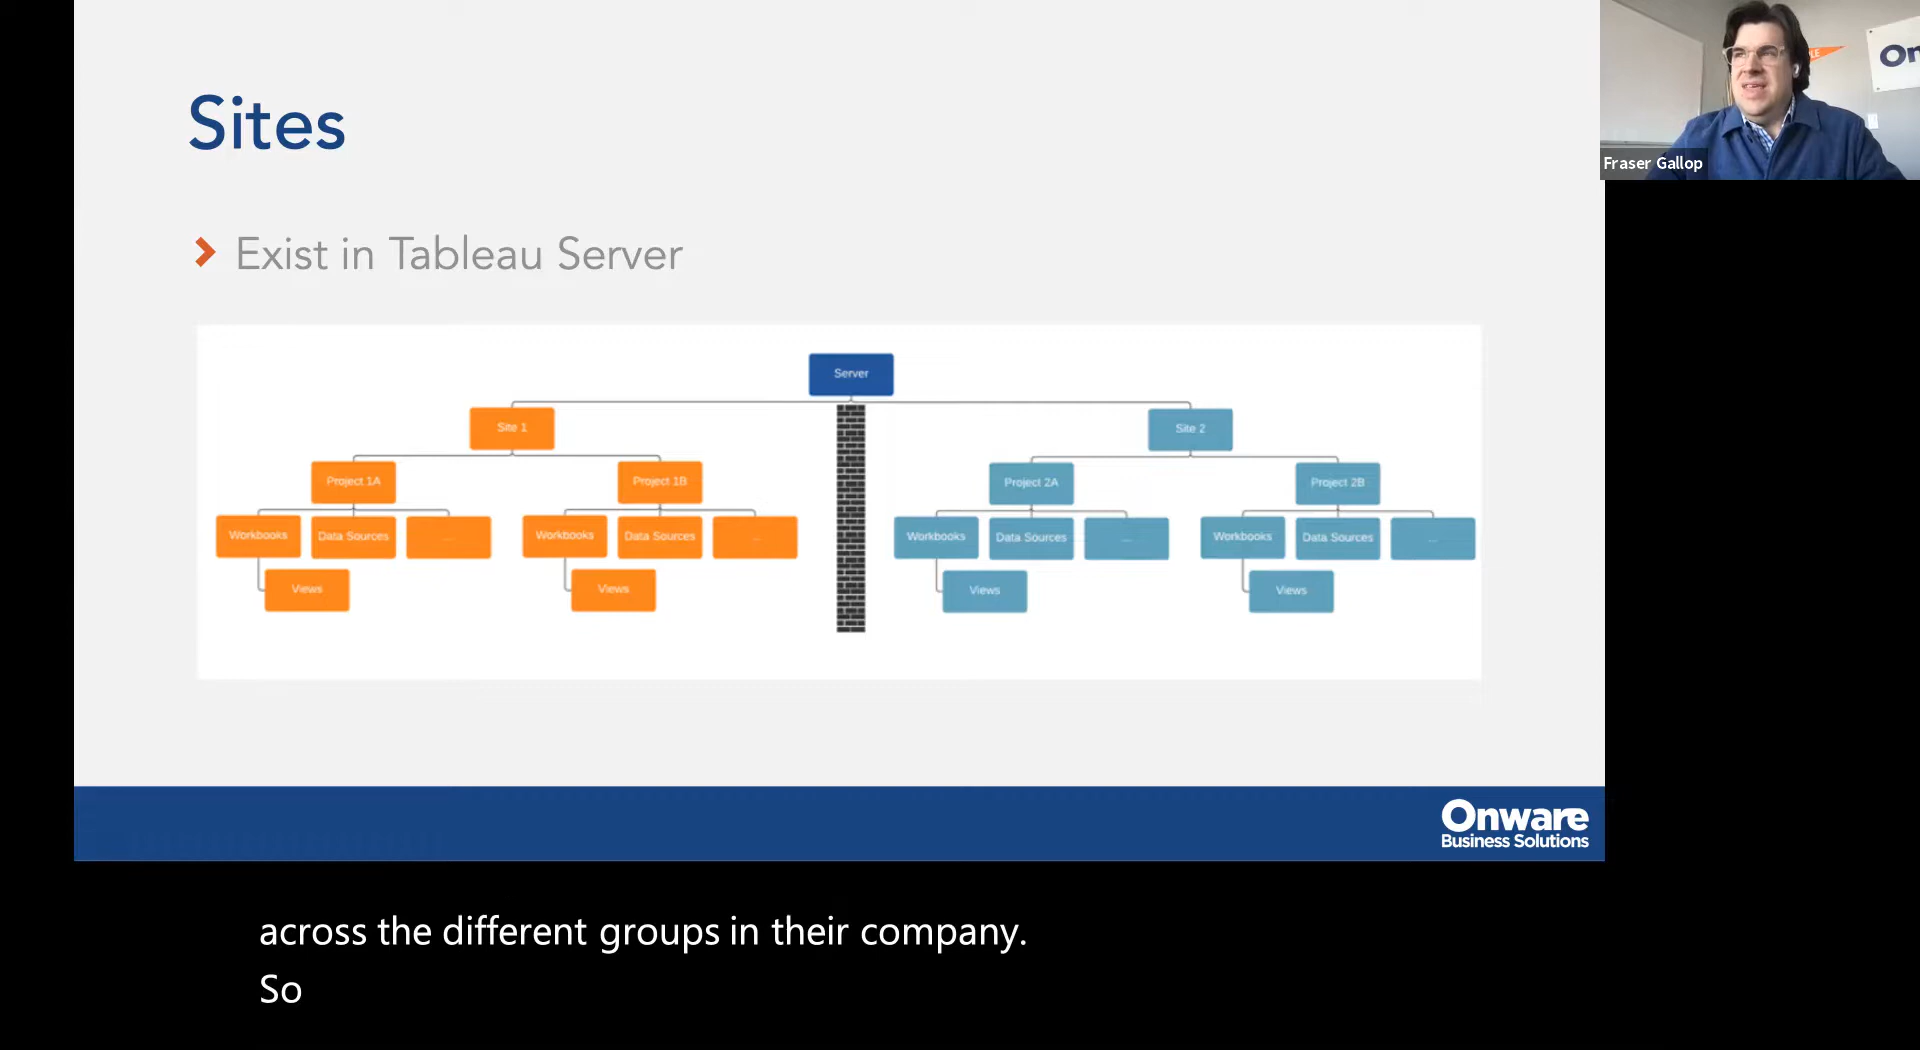 Sites
Exist in Tableau Server
Server
Site 1
Site 2
Project 1A
Project 1B
Project 2A
Project 2B
Workbooks
Data Sources
...
Workbooks
Data Sources
...
Workbooks
Data Sources
...
Workbooks
Data Sources
...
Views
Views
Views
Views
Onware
Business Solutions
Fraser Gallop
across the different groups in their company.
So